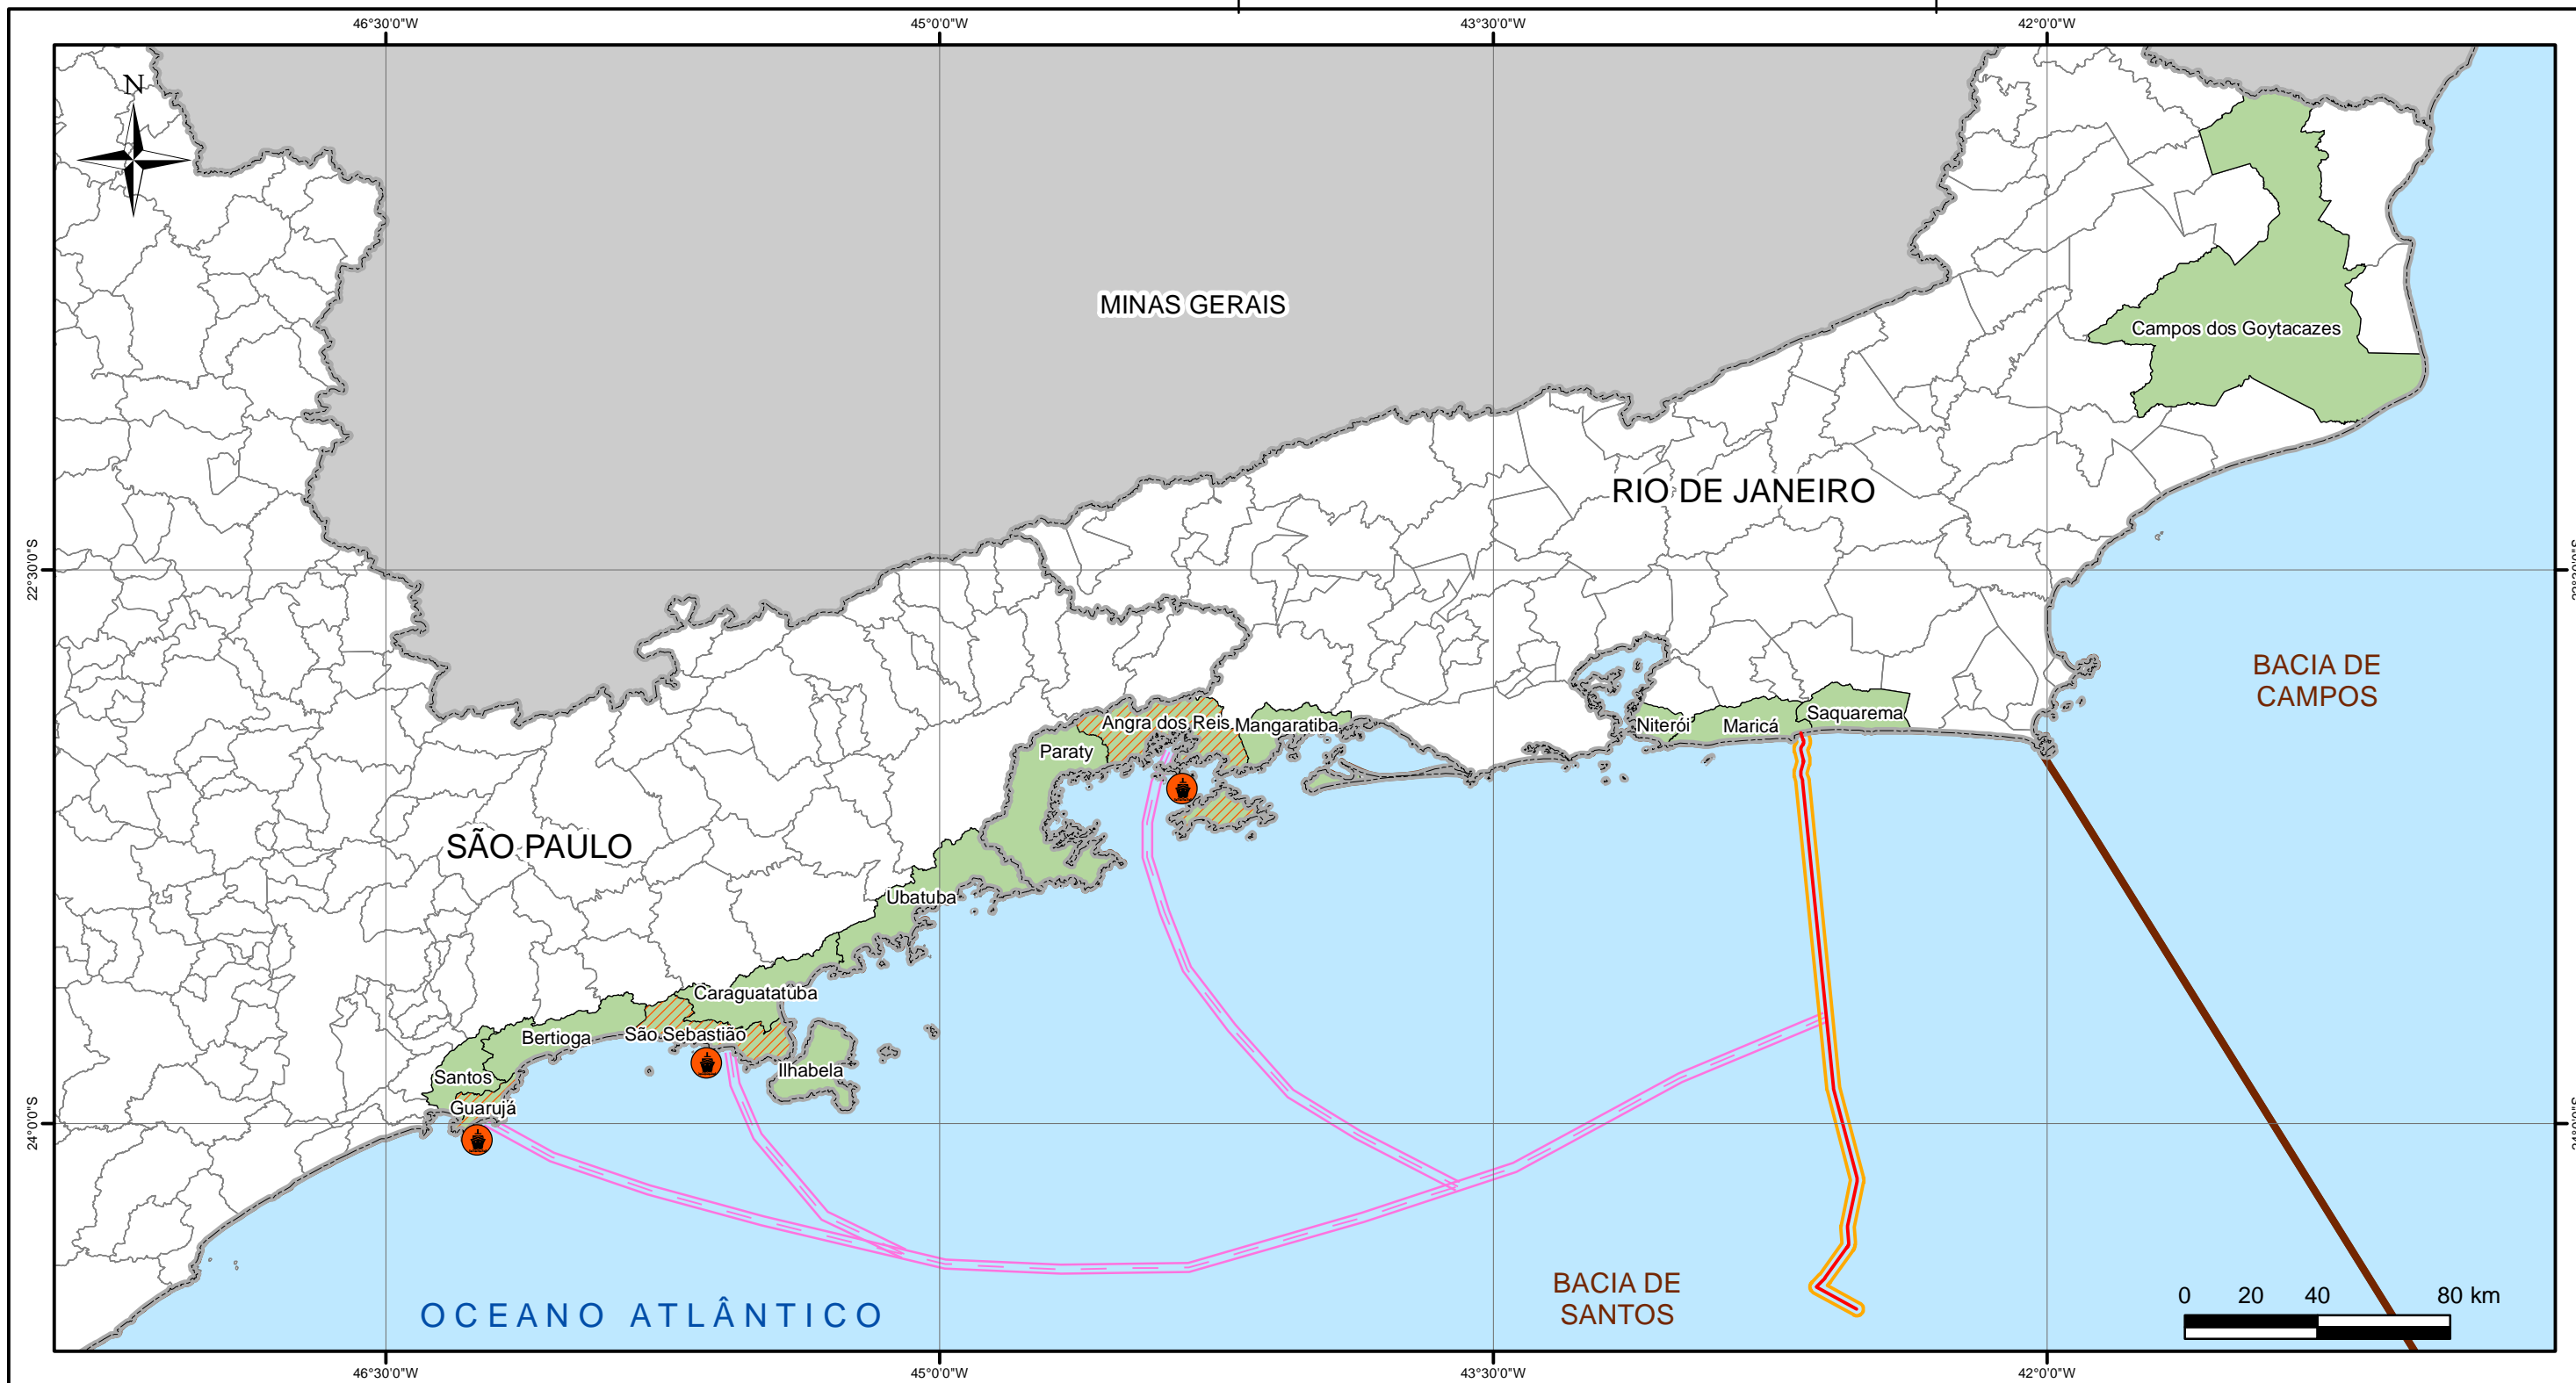 46°30'0"W
45°0'0"W
43°30'0"W
42°0'0"W
N
MINAS GERAIS
Campos dos Goytacazes
RIO DE JANEIRO
22°30'0"S
BACIA DE
CAMPOS
Angra dos Reis
Mangaratiba
Niterói
Maricá
Saquarema
Paraty
SÃO PAULO
Ubatuba
Caraguatatuba
Bertioga
São Sebastião
Ilhabela
Santos
Guarujá
24°0'0"S
BACIA DE
SANTOS
OCEANO ATLÂNTICO
0 20 40 80 km
46°30'0"W
45°0'0"W
43°30'0"W
42°0'0"W